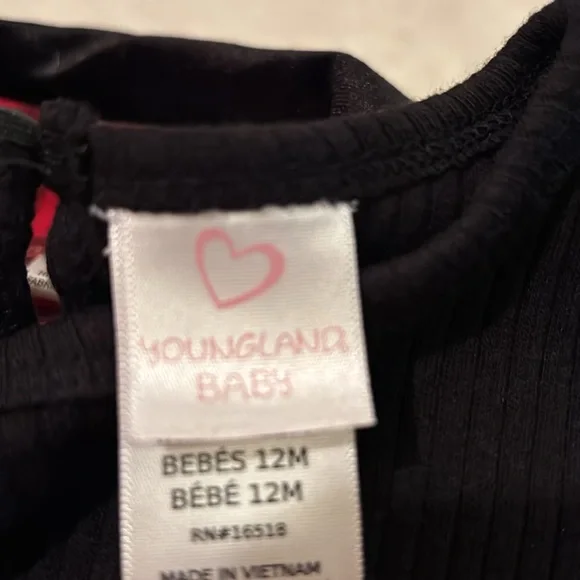 YOUNGLAND
BABY
BEBÉS 12M
BÉBÉ 12M
RN#16518
MADE IN VIETNAM